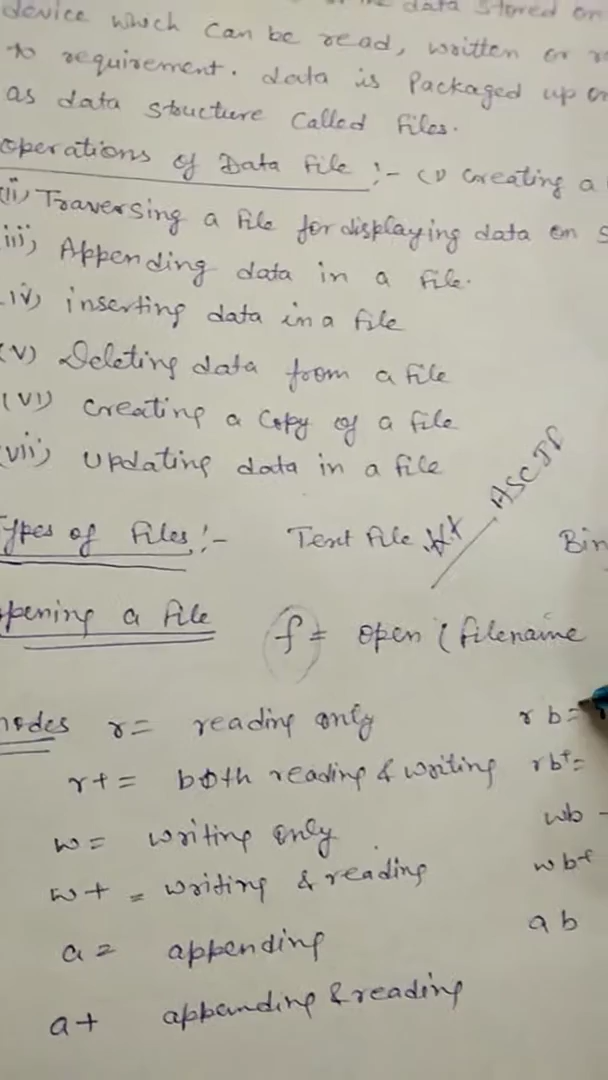 device which can be read, written or
to requirement. data is Packaged up on
as data structure Called files.
operations of Data file :- (i) Creating a
(ii) Traversing a file for displaying data on S
iii) Appending data in a file.
iv) inserting data in a file
(v) Deleting data from a file
(vi) Creating a Copy of a file
(vii) updating data in a file
ASCII
Types of files :- Text file Bin
opening a file f = open ( filename
modes r = reading only rb =
r+ = both reading & writing rb+ =
w = writing only wb -
w+ = writing & reading wb+
a = appending ab
a+ appanding & reading